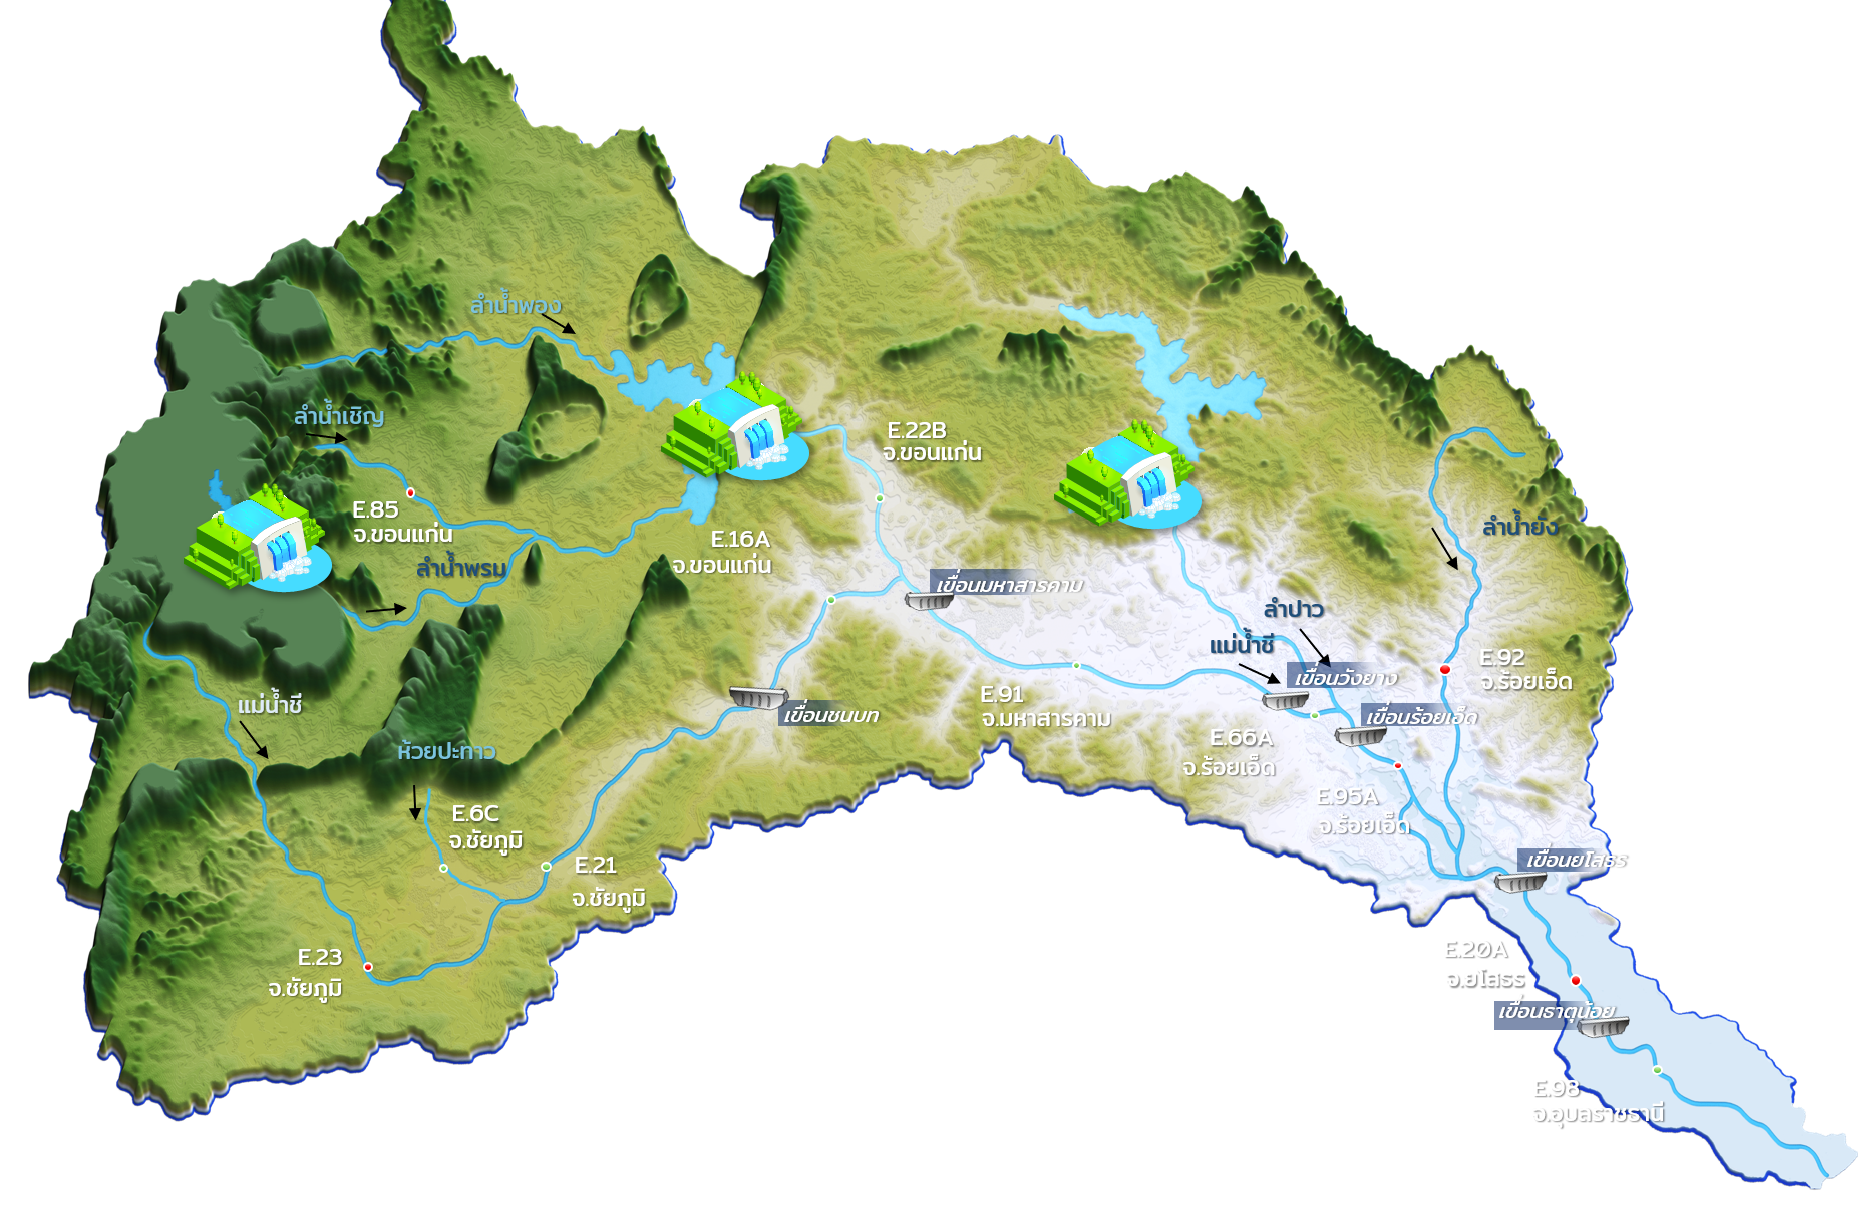 ลำน้ำพอง
ลำน้ำเชิญ
E.22B
จ.ขอนแก่น
E.85
จ.ขอนแก่น
ลำน้ำยัง
E.16A
จ.ขอนแก่น
ลำน้ำพรม
เขื่อนมหาสารคาม
ลำปาว
แม่น้ำชี
E.92
จ.ร้อยเอ็ด
เขื่อนวังยาง
แม่น้ำชี
E.91
จ.มหาสารคาม
เขื่อนชนบท
เขื่อนร้อยเอ็ด
ห้วยปะทาว
E.66A
จ.ร้อยเอ็ด
E.6C
จ.ชัยภูมิ
E.95A
จ.ร้อยเอ็ด
E.21
จ.ชัยภูมิ
เขื่อนยโสธร
E.23
จ.ชัยภูมิ
E.20A
จ.ยโสธร
เขื่อนธาตุน้อย
E.98
จ.อุบลราชธานี